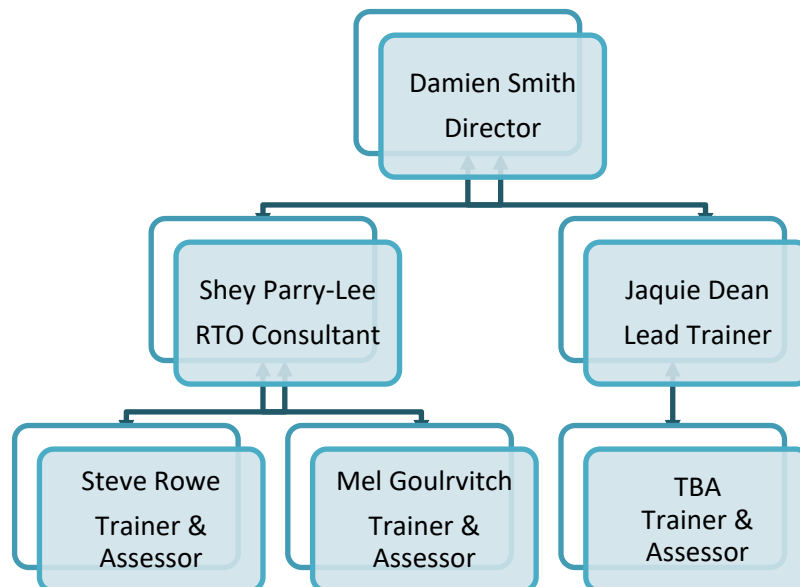 Damien Smith
Director
Shey Parry-Lee
RTO Consultant
Jaquie Dean
Lead Trainer
Steve Rowe
Trainer &
Assessor
Mel Goulrvitch
Trainer &
Assessor
TBA
Trainer &
Assessor